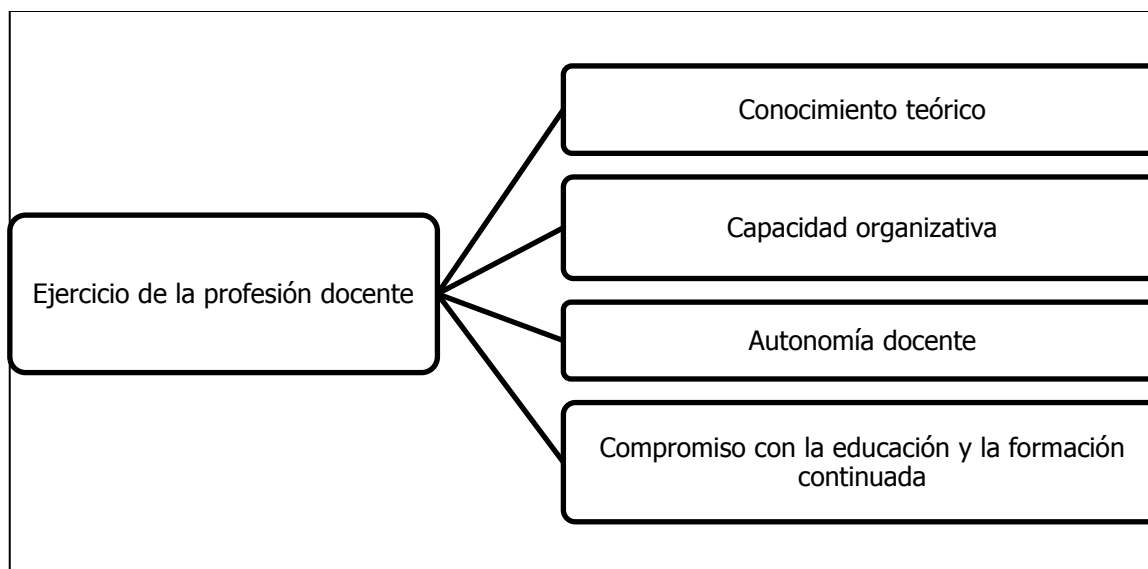 Ejercicio de la profesión docente
Conocimiento teórico
Capacidad organizativa
Autonomía docente
Compromiso con la educación y la formación
continuada